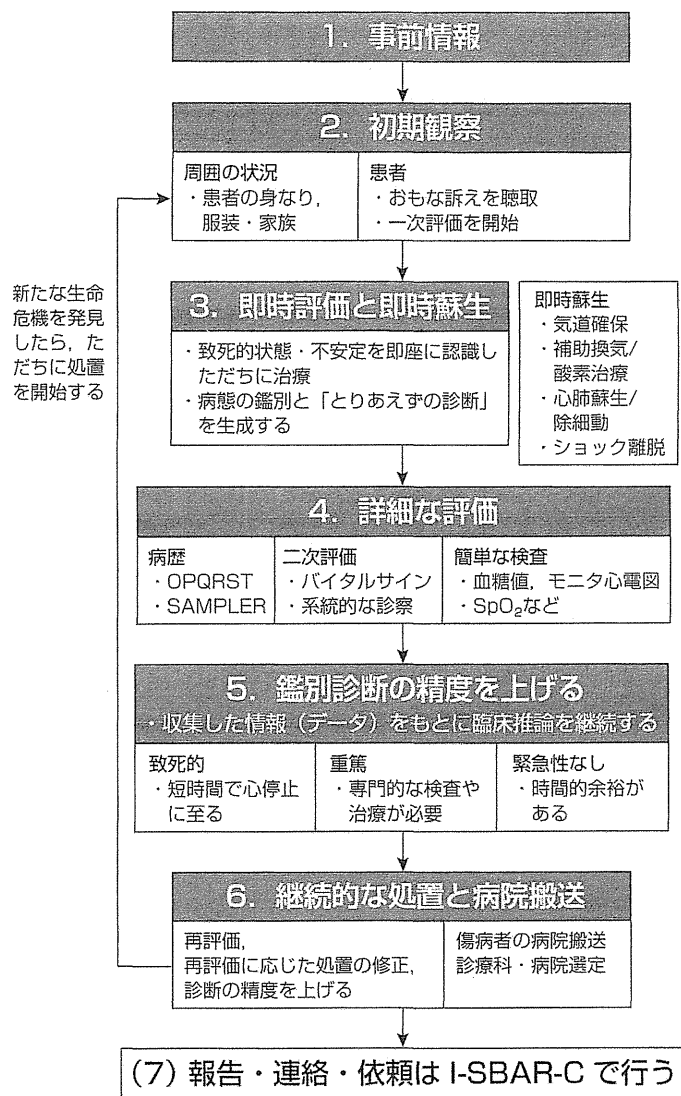 1. 事前情報
2. 初期観察
周囲の状況
・患者の身なり,
服装・家族
患者
・おもな訴えを聴取
・一次評価を開始
新たな生命
危機を発見
したら, た
だちに処置
を開始する
3. 即時評価と即時蘇生
・致死的状態・不安定を即座に認識し
ただちに治療
・病態の鑑別と「とりあえずの診断」
を生成する
即時蘇生
・気道確保
・補助換気/
酸素治療
・心肺蘇生/
除細動
・ショック離脱
4. 詳細な評価
病歴
・OPQRST
・SAMPLER
二次評価
・バイタルサイン
・系統的な診察
簡単な検査
・血糖値, モニタ心電図
・SpO₂など
5. 鑑別診断の精度を上げる
・収集した情報（データ）をもとに臨床推論を継続する
致死的
・短時間で心停止
に至る
重篤
・専門的な検査や
治療が必要
緊急性なし
・時間的余裕が
ある
6. 継続的な処置と病院搬送
再評価,
再評価に応じた処置の修正,
診断の精度を上げる
傷病者の病院搬送
診療科・病院選定
(7) 報告・連絡・依頼は I-SBAR-C で行う